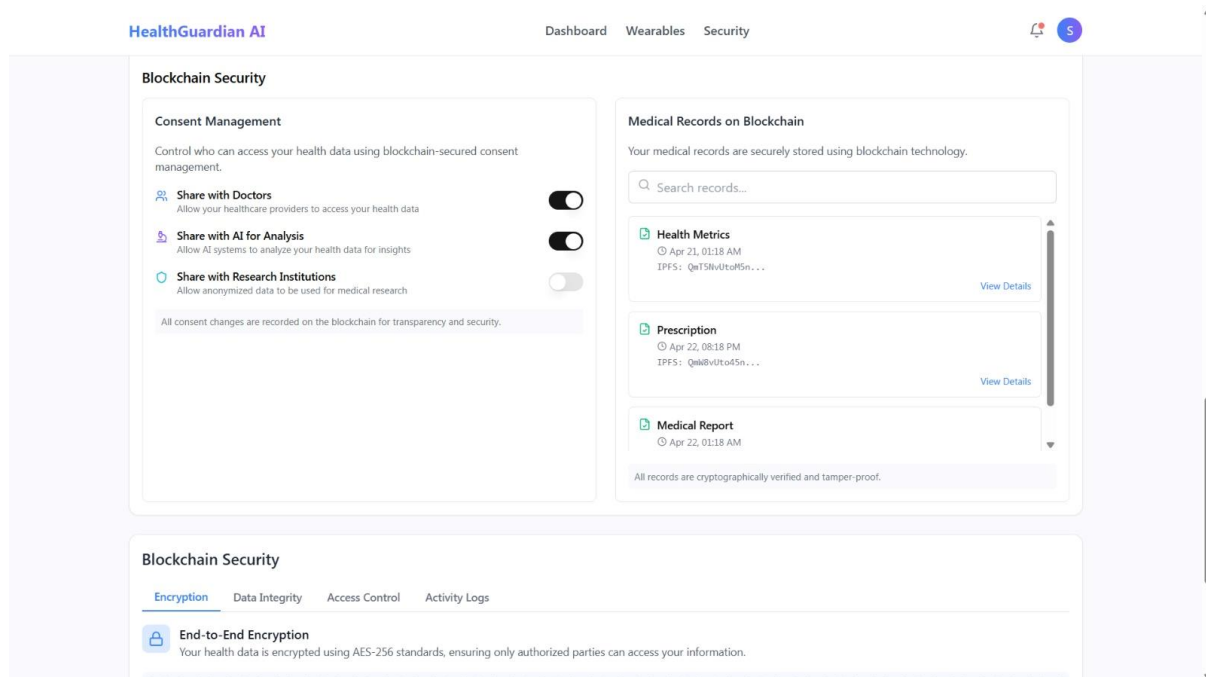 HealthGuardian AI
Dashboard Wearables Security
S
Blockchain Security
Consent Management
Control who can access your health data using blockchain-secured consent
management.
Share with Doctors
Allow your healthcare providers to access your health data
Share with AI for Analysis
Allow AI systems to analyze your health data for insights
Share with Research Institutions
Allow anonymized data to be used for medical research
All consent changes are recorded on the blockchain for transparency and security.
Medical Records on Blockchain
Your medical records are securely stored using blockchain technology.
Search records...
Health Metrics
Apr 21, 01:18 AM
IPFS: QmT5NvUtoM5n...
View Details
Prescription
Apr 22, 08:18 PM
IPFS: QmW8vUto45n...
View Details
Medical Report
Apr 22, 01:18 AM
All records are cryptographically verified and tamper-proof.
Blockchain Security
Encryption Data Integrity Access Control Activity Logs
End-to-End Encryption
Your health data is encrypted using AES-256 standards, ensuring only authorized parties can access your information.